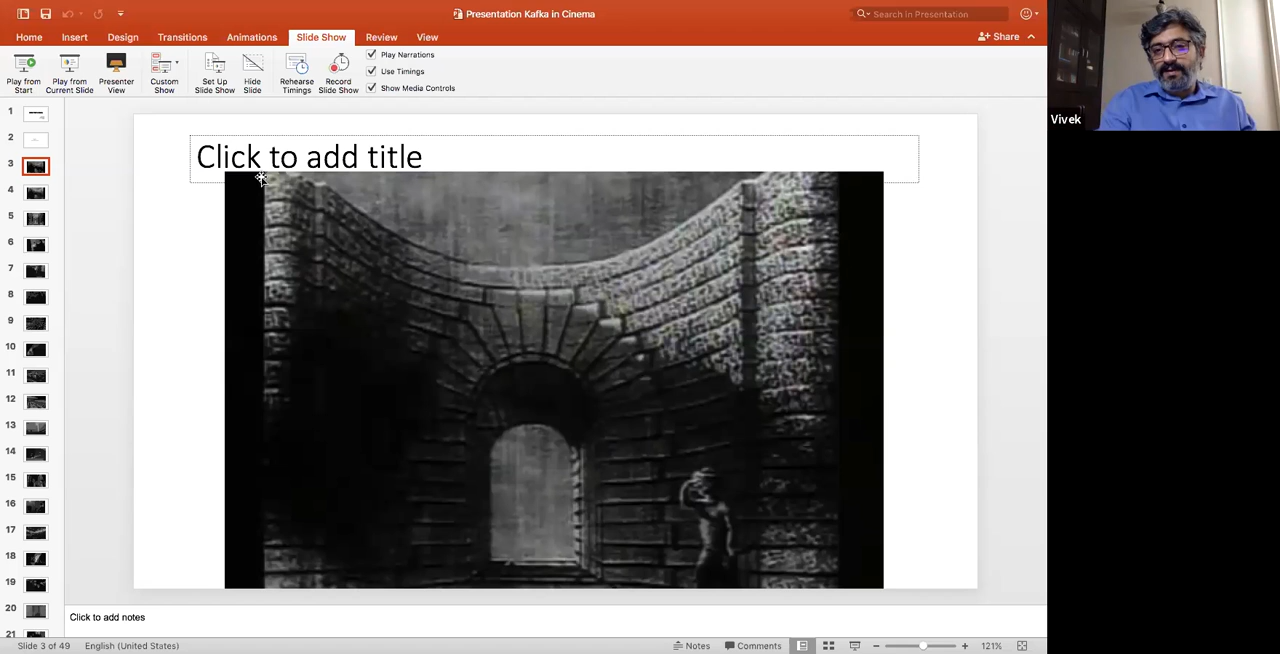 Presentation Kafka in Cinema
Search in Presentation
Home Insert Design Transitions Animations Slide Show Review View
Share
Play from Start
Play from Current Slide
Presenter View
Custom Show
Set Up Slide Show
Hide Slide
Rehearse Timings
Record Slide Show
Play Narrations
Use Timings
Show Media Controls
Vivek
1
2
3
4
5
6
7
8
9
10
11
12
13
14
15
16
17
18
19
20
21
Click to add title
Click to add notes
Slide 3 of 49 English (United States)
Notes Comments 121%